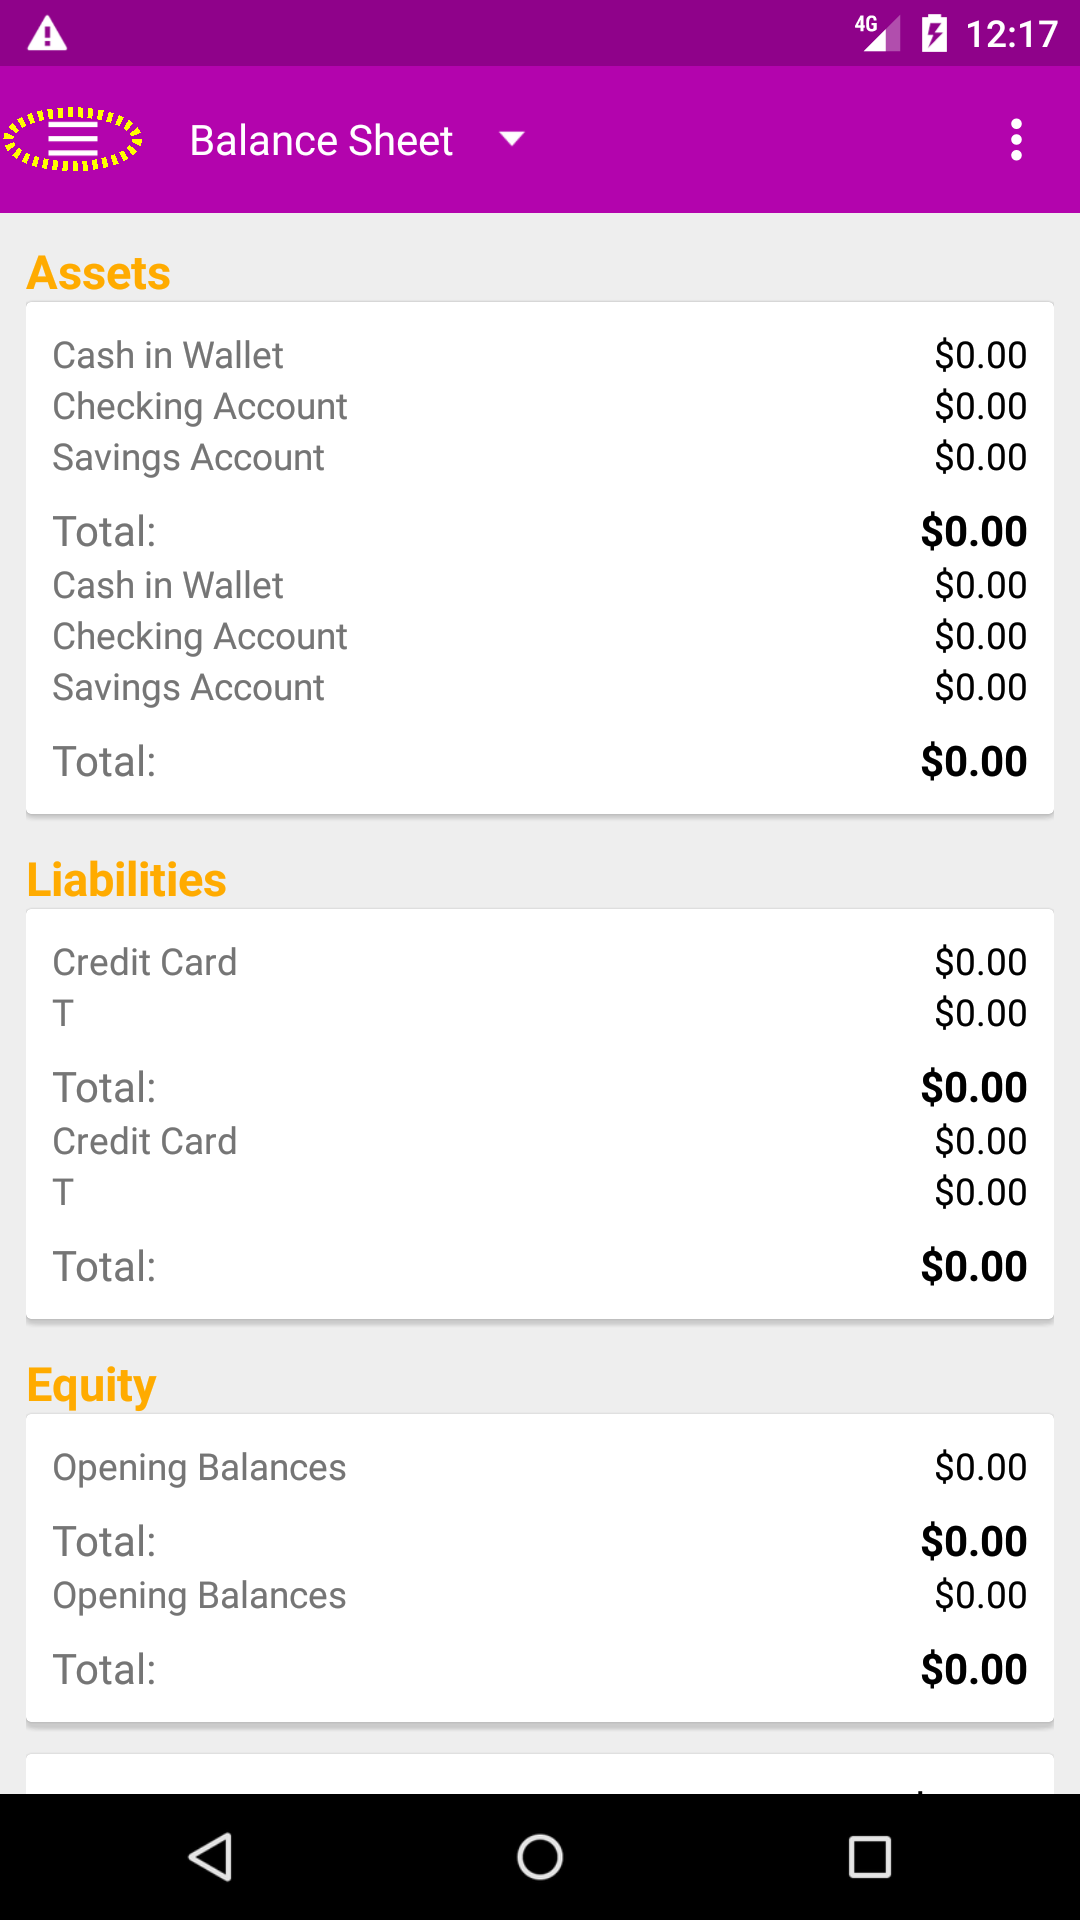 4G 12:17
Balance Sheet
Assets
Cash in Wallet $0.00
Checking Account $0.00
Savings Account $0.00
Total: $0.00
Cash in Wallet $0.00
Checking Account $0.00
Savings Account $0.00
Total: $0.00
Liabilities
Credit Card $0.00
T $0.00
Total: $0.00
Credit Card $0.00
T $0.00
Total: $0.00
Equity
Opening Balances $0.00
Total: $0.00
Opening Balances $0.00
Total: $0.00